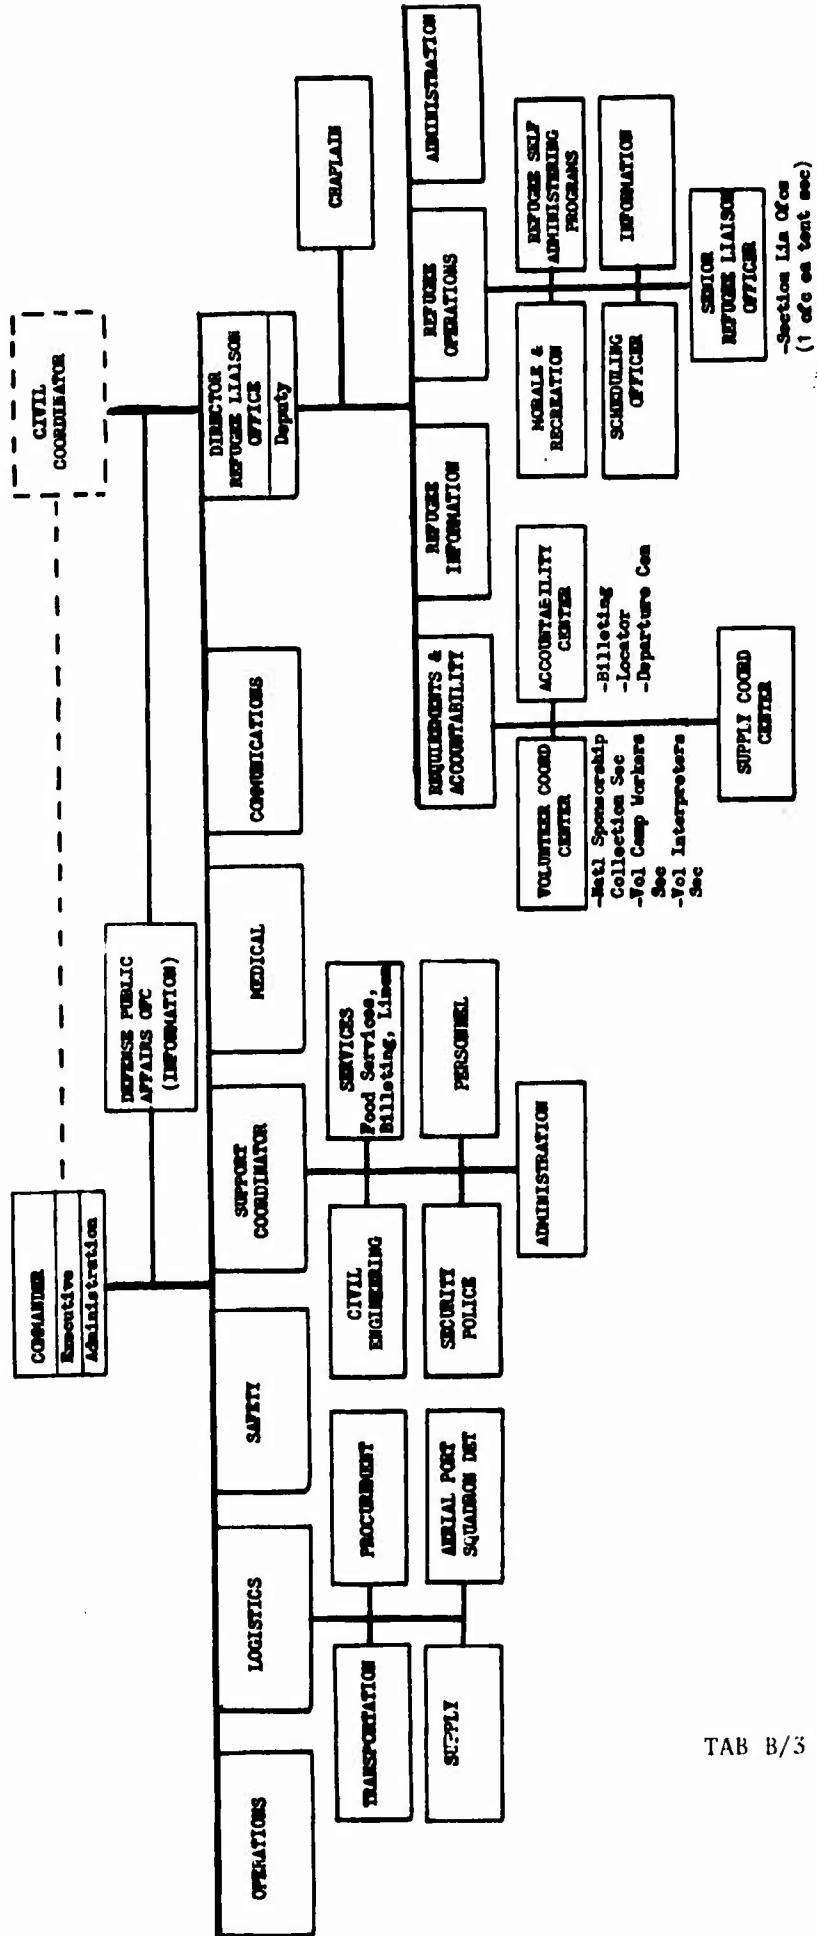 COMMANDER
Executive
Administration
CIVIL
COORDINATOR
DEFENSE PUBLIC
AFFAIRS OFC
(INFORMATION)
OPERATIONS
LOGISTICS
SAFETY
SUPPORT
COORDINATOR
MEDICAL
COMMUNICATIONS
DIRECTOR
REFUGEE LIAISON
OFFICE
Deputy
CHAPLAIN
TRANSPORTATION
PROCUREMENT
SUPPLY
AERIAL PORT
SQUADRON DET
CIVIL
ENGINEERING
SERVICES
Food Services,
Billeting, Linen
SECURITY
POLICE
PERSONNEL
ADMINISTRATION
REQUIREMENTS &
ACCOUNTABILITY
REFUGEE
INFORMATION
REFUGEE
OPERATIONS
ADMINISTRATION
VOLUNTEER COORD
CENTER
-Natl Sponsorship
Collection Sec
-Vol Camp Workers
Sec
-Vol Interpreters
Sec
ACCOUNTABILITY
CENTER
-Billeting
-Locator
-Departure Cen
SUPPLY COORD
CENTER
MORALE &
RECREATION
REFUGEE SELF
ADMINISTERING
PROGRAMS
SCHEDULING
OFFICER
INFORMATION
SENIOR
REFUGEE LIAISON
OFFICER
-Section Lia Ofcs
(1 ofc ea tent sec)
TAB B/3